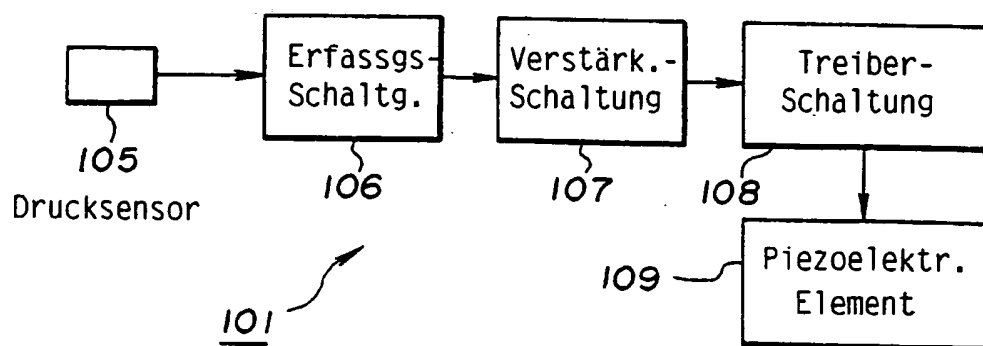 Erfassgs-
Schaltg.
Verstärk.-
Schaltung
Treiber-
Schaltung
105
106
107
108
Drucksensor
109
Piezoelektr.
Element
101